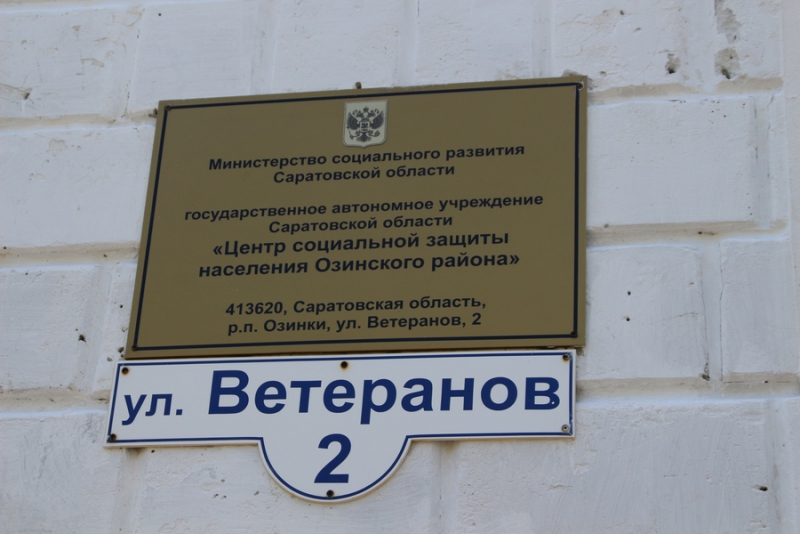 Министерство социального развития
Саратовской области
государственное автономное учреждение
Саратовской области
«Центр социальной защиты
населения Озинского района»
413620, Саратовская область,
р.п. Озинки, ул. Ветеранов, 2
ул. Ветеранов
2